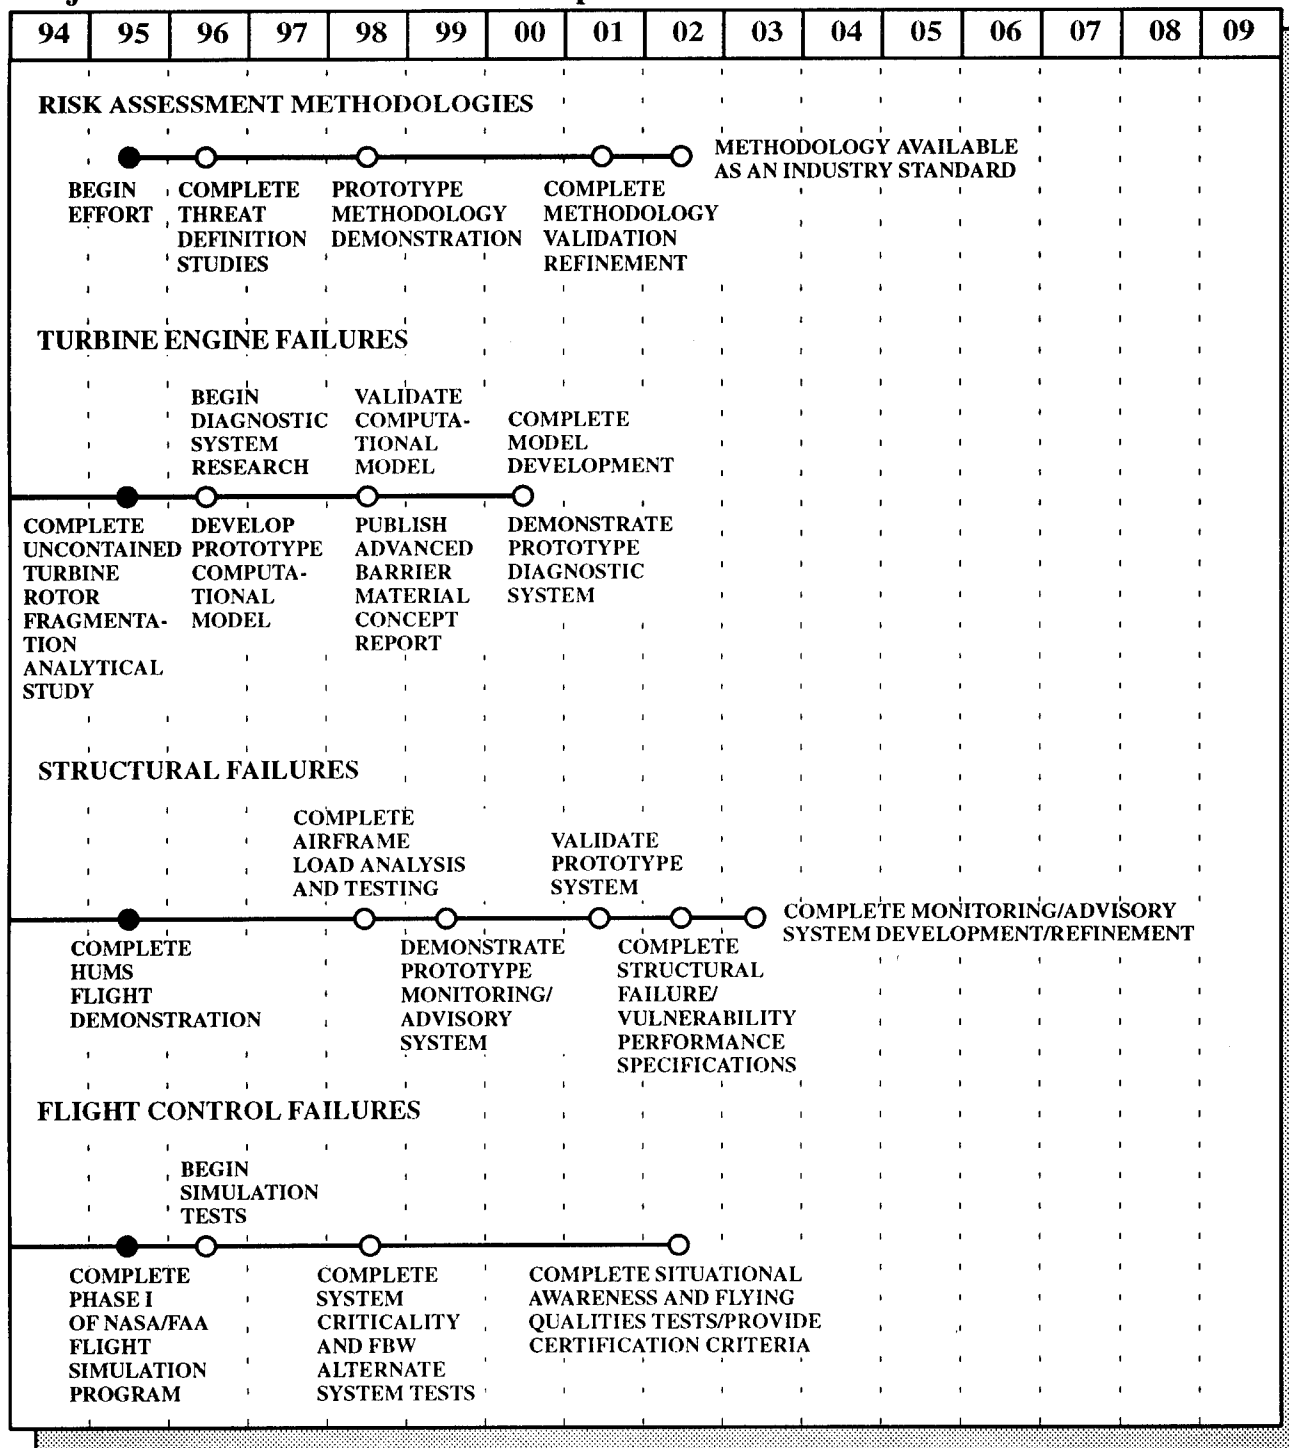 94 95 96 97 98 99 00 01 02 03 04 05 06 07 08 09
RISK ASSESSMENT METHODOLOGIES
METHODOLOGY AVAILABLE
AS AN INDUSTRY STANDARD
BEGIN
EFFORT
COMPLETE
THREAT
DEFINITION
STUDIES
PROTOTYPE
METHODOLOGY
DEMONSTRATION
COMPLETE
METHODOLOGY
VALIDATION
REFINEMENT
TURBINE ENGINE FAILURES
BEGIN
DIAGNOSTIC
SYSTEM
RESEARCH
VALIDATE
COMPUTA-
TIONAL
MODEL
COMPLETE
MODEL
DEVELOPMENT
COMPLETE
UNCONTAINED
TURBINE
ROTOR
FRAGMENTA-
TION
ANALYTICAL
STUDY
DEVELOP
PROTOTYPE
COMPUTA-
TIONAL
MODEL
PUBLISH
ADVANCED
BARRIER
MATERIAL
CONCEPT
REPORT
DEMONSTRATE
PROTOTYPE
DIAGNOSTIC
SYSTEM
STRUCTURAL FAILURES
COMPLETE
AIRFRAME
LOAD ANALYSIS
AND TESTING
VALIDATE
PROTOTYPE
SYSTEM
COMPLETE MONITORING/ADVISORY
SYSTEM DEVELOPMENT/REFINEMENT
COMPLETE
HUMS
FLIGHT
DEMONSTRATION
DEMONSTRATE
PROTOTYPE
MONITORING/
ADVISORY
SYSTEM
COMPLETE
STRUCTURAL
FAILURE/
VULNERABILITY
PERFORMANCE
SPECIFICATIONS
FLIGHT CONTROL FAILURES
BEGIN
SIMULATION
TESTS
COMPLETE
PHASE I
OF NASA/FAA
FLIGHT
SIMULATION
PROGRAM
COMPLETE
SYSTEM
CRITICALITY
AND FBW
ALTERNATE
SYSTEM TESTS
COMPLETE SITUATIONAL
AWARENESS AND FLYING
QUALITIES TESTS/PROVIDE
CERTIFICATION CRITERIA